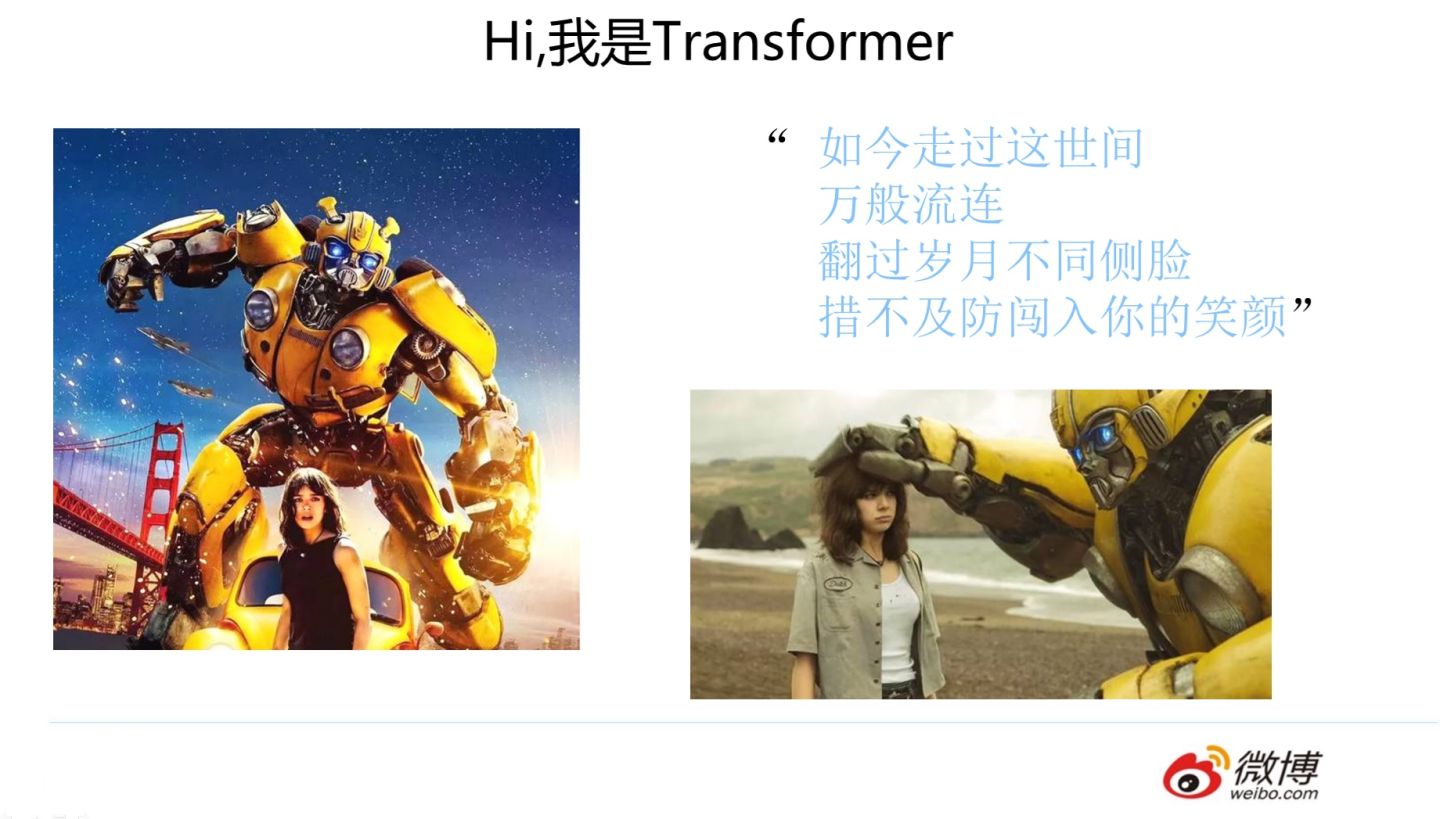 Hi,我是Transformer
“ 如今走过这世间
万般流连
翻过岁月不同侧脸
措不及防闯入你的笑颜”
微博
weibo.com